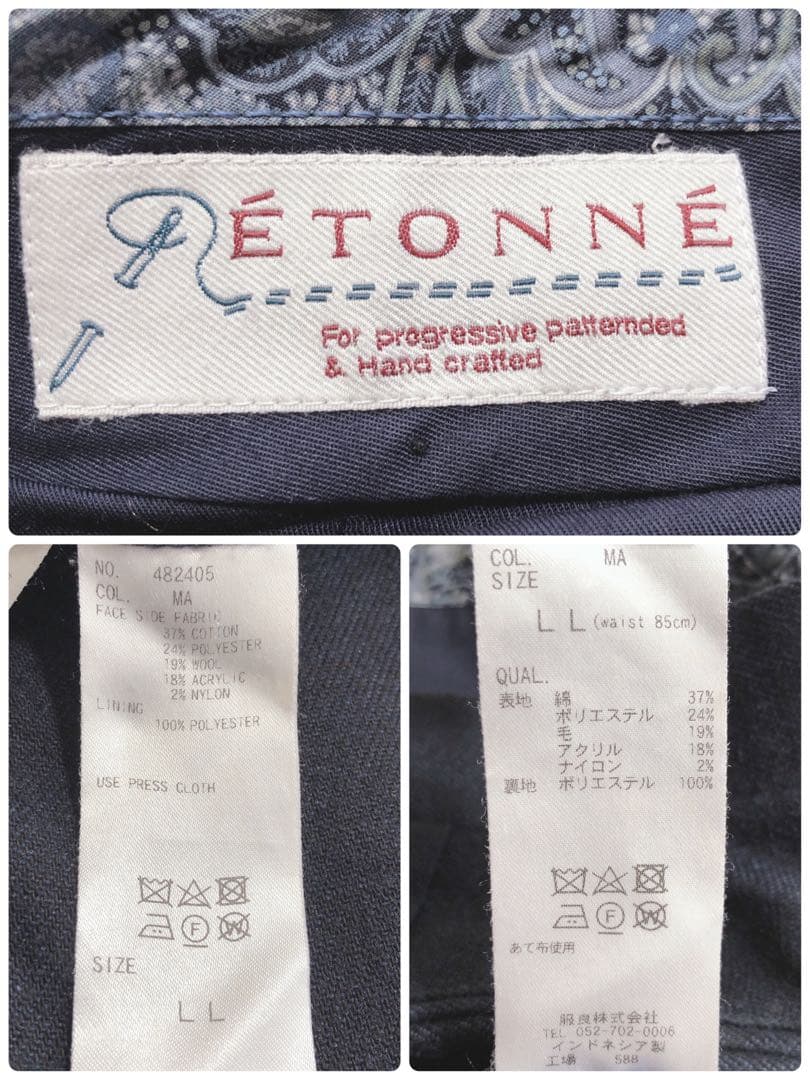 RÉTONNÉ
For progressive patternded
& Hand crafted
NO. 482405
COL. MA
FACE SIDE FABRIC
37% COTTON
24% POLYESTER
19% WOOL
18% ACRYLIC
2% NYLON
LINING
100% POLYESTER
USE PRESS CLOTH
F W
SIZE
LL
COL. MA
SIZE
LL (waist 85cm)
QUAL.
表地 綿 37%
ポリエステル 24%
毛 19%
アクリル 18%
ナイロン 2%
裏地 ポリエステル 100%
F W
あて布使用
服良株式会社
TEL 052-702-0006
インドネシア製
工場 588